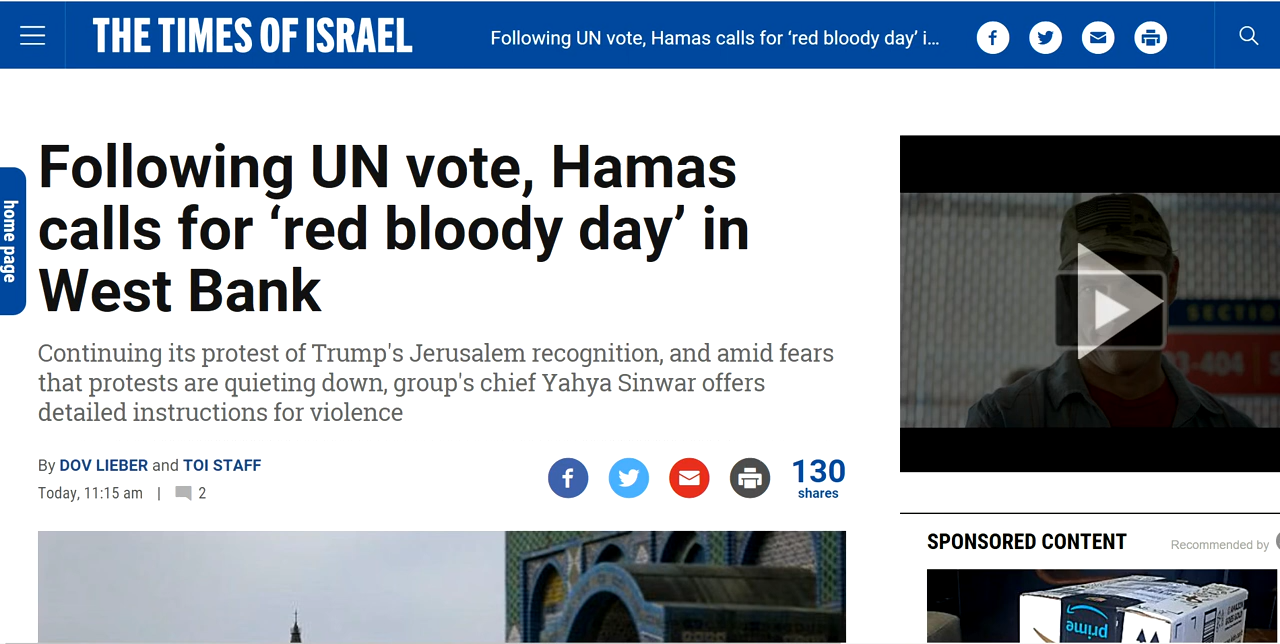 THE TIMES OF ISRAEL
Following UN vote, Hamas calls for ‘red bloody day’ i...
home page
Following UN vote, Hamas
calls for ‘red bloody day’ in
West Bank
Continuing its protest of Trump's Jerusalem recognition, and amid fears
that protests are quieting down, group's chief Yahya Sinwar offers
detailed instructions for violence
By DOV LIEBER and TOI STAFF
Today, 11:15 am | 2
130
shares
SECTIO
3-404
SPONSORED CONTENT
Recommended by
prime